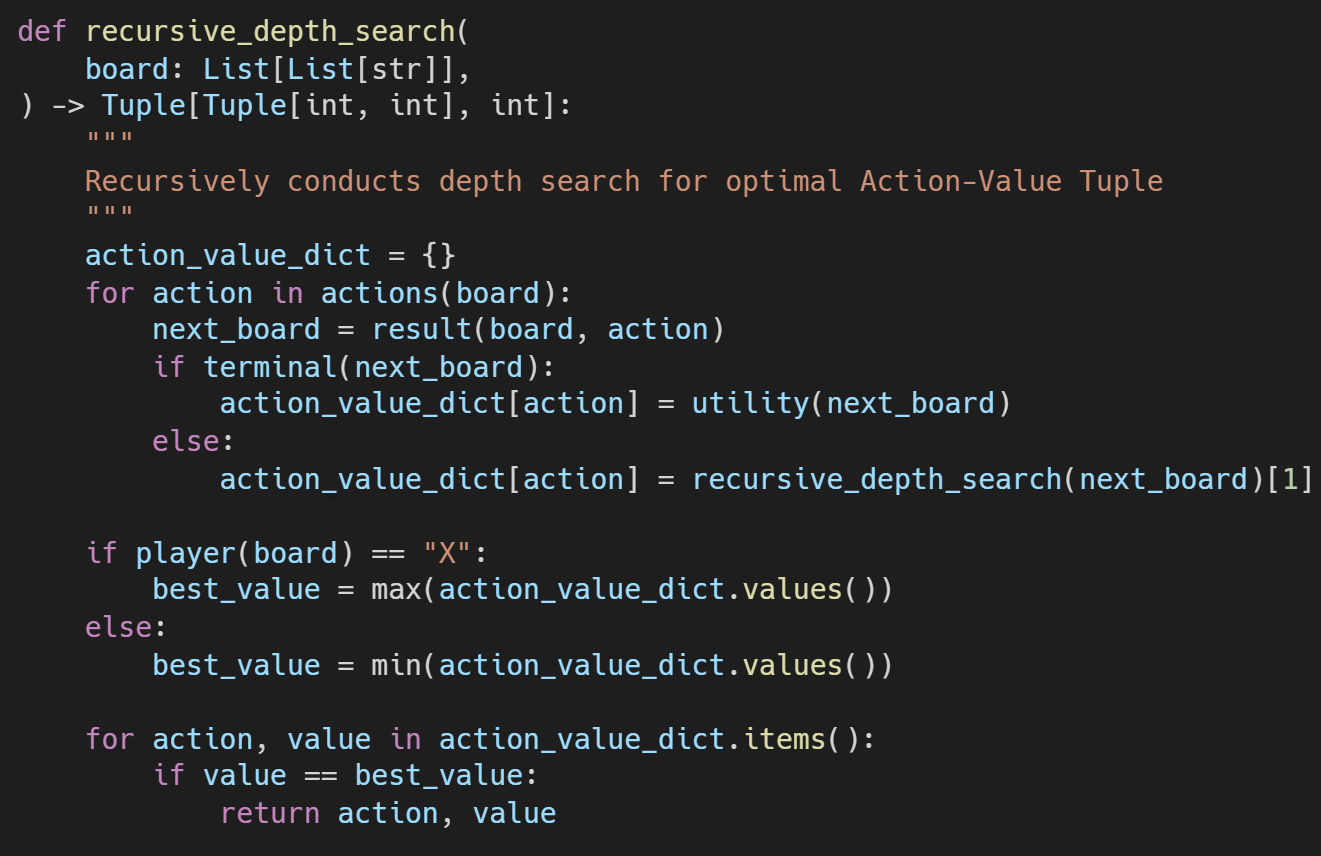 def recursive_depth_search(
    board: List[List[str]],
) -> Tuple[Tuple[int, int], int]:
    """
    Recursively conducts depth search for optimal Action-Value Tuple
    """
    action_value_dict = {}
    for action in actions(board):
        next_board = result(board, action)
        if terminal(next_board):
            action_value_dict[action] = utility(next_board)
        else:
            action_value_dict[action] = recursive_depth_search(next_board)[1]

    if player(board) == "X":
        best_value = max(action_value_dict.values())
    else:
        best_value = min(action_value_dict.values())

    for action, value in action_value_dict.items():
        if value == best_value:
            return action, value